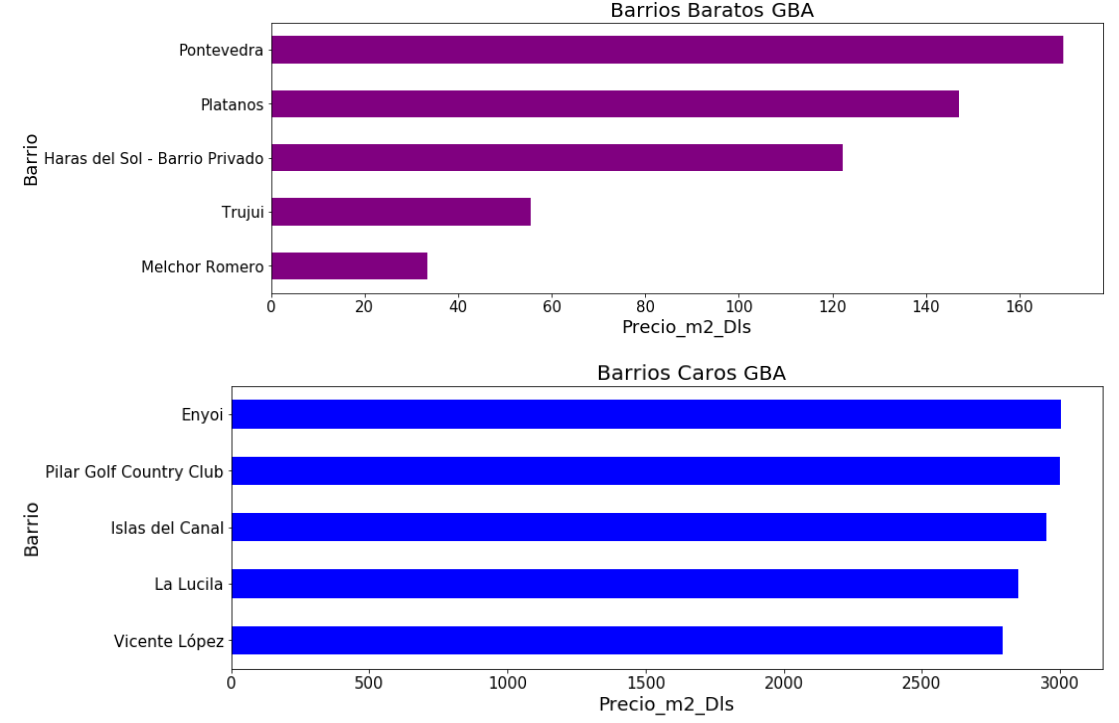 Barrios Baratos GBA
Barrio
Pontevedra
Platanos
Haras del Sol - Barrio Privado
Trujui
Melchor Romero
0 20 40 60 80 100 120 140 160
Precio_m2_Dls
Barrios Caros GBA
Barrio
Enyoi
Pilar Golf Country Club
Islas del Canal
La Lucila
Vicente López
0 500 1000 1500 2000 2500 3000
Precio_m2_Dls